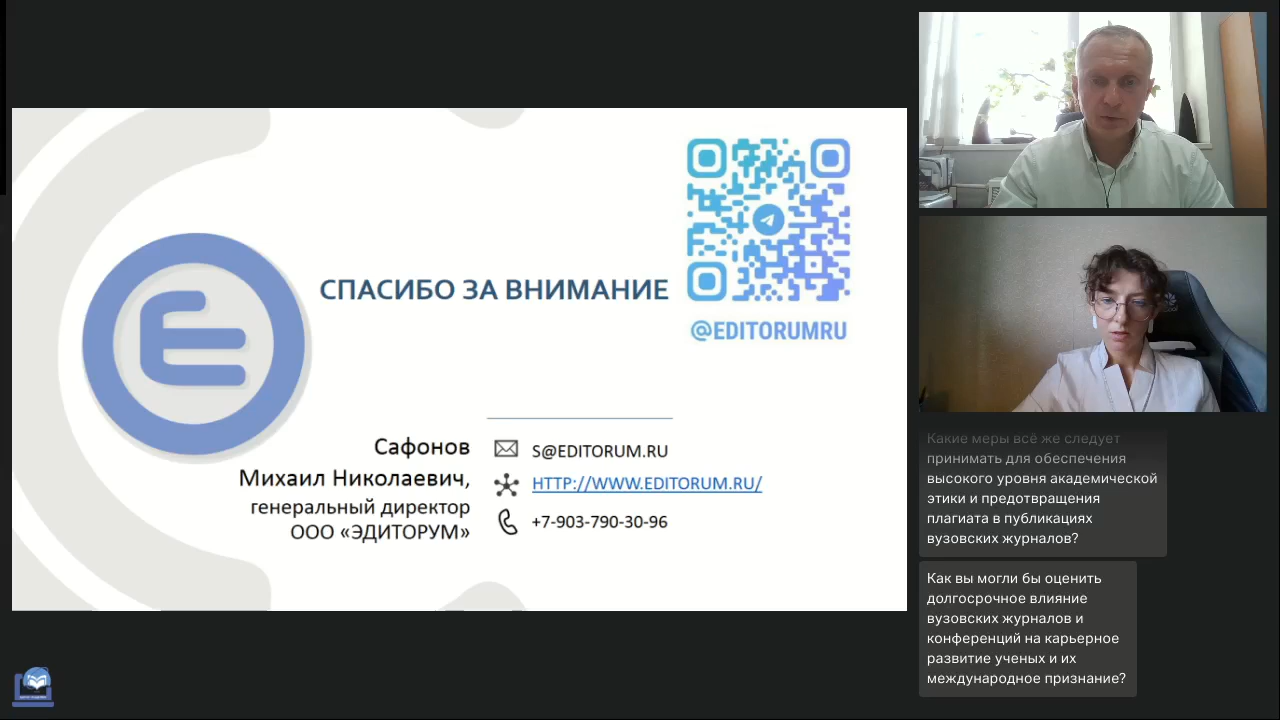 СПАСИБО ЗА ВНИМАНИЕ
@EDITORUMRU
Сафонов
Михаил Николаевич,
генеральный директор
ООО «ЭДИТОРУМ»
S@EDITORUM.RU
HTTP://WWW.EDITORUM.RU/
+7-903-790-30-96
Какие меры всё же следует
принимать для обеспечения
высокого уровня академической
этики и предотвращения
плагиата в публикациях
вузовских журналов?
Как вы могли бы оценить
долгосрочное влияние
вузовских журналов и
конференций на карьерное
развитие ученых и их
международное признание?